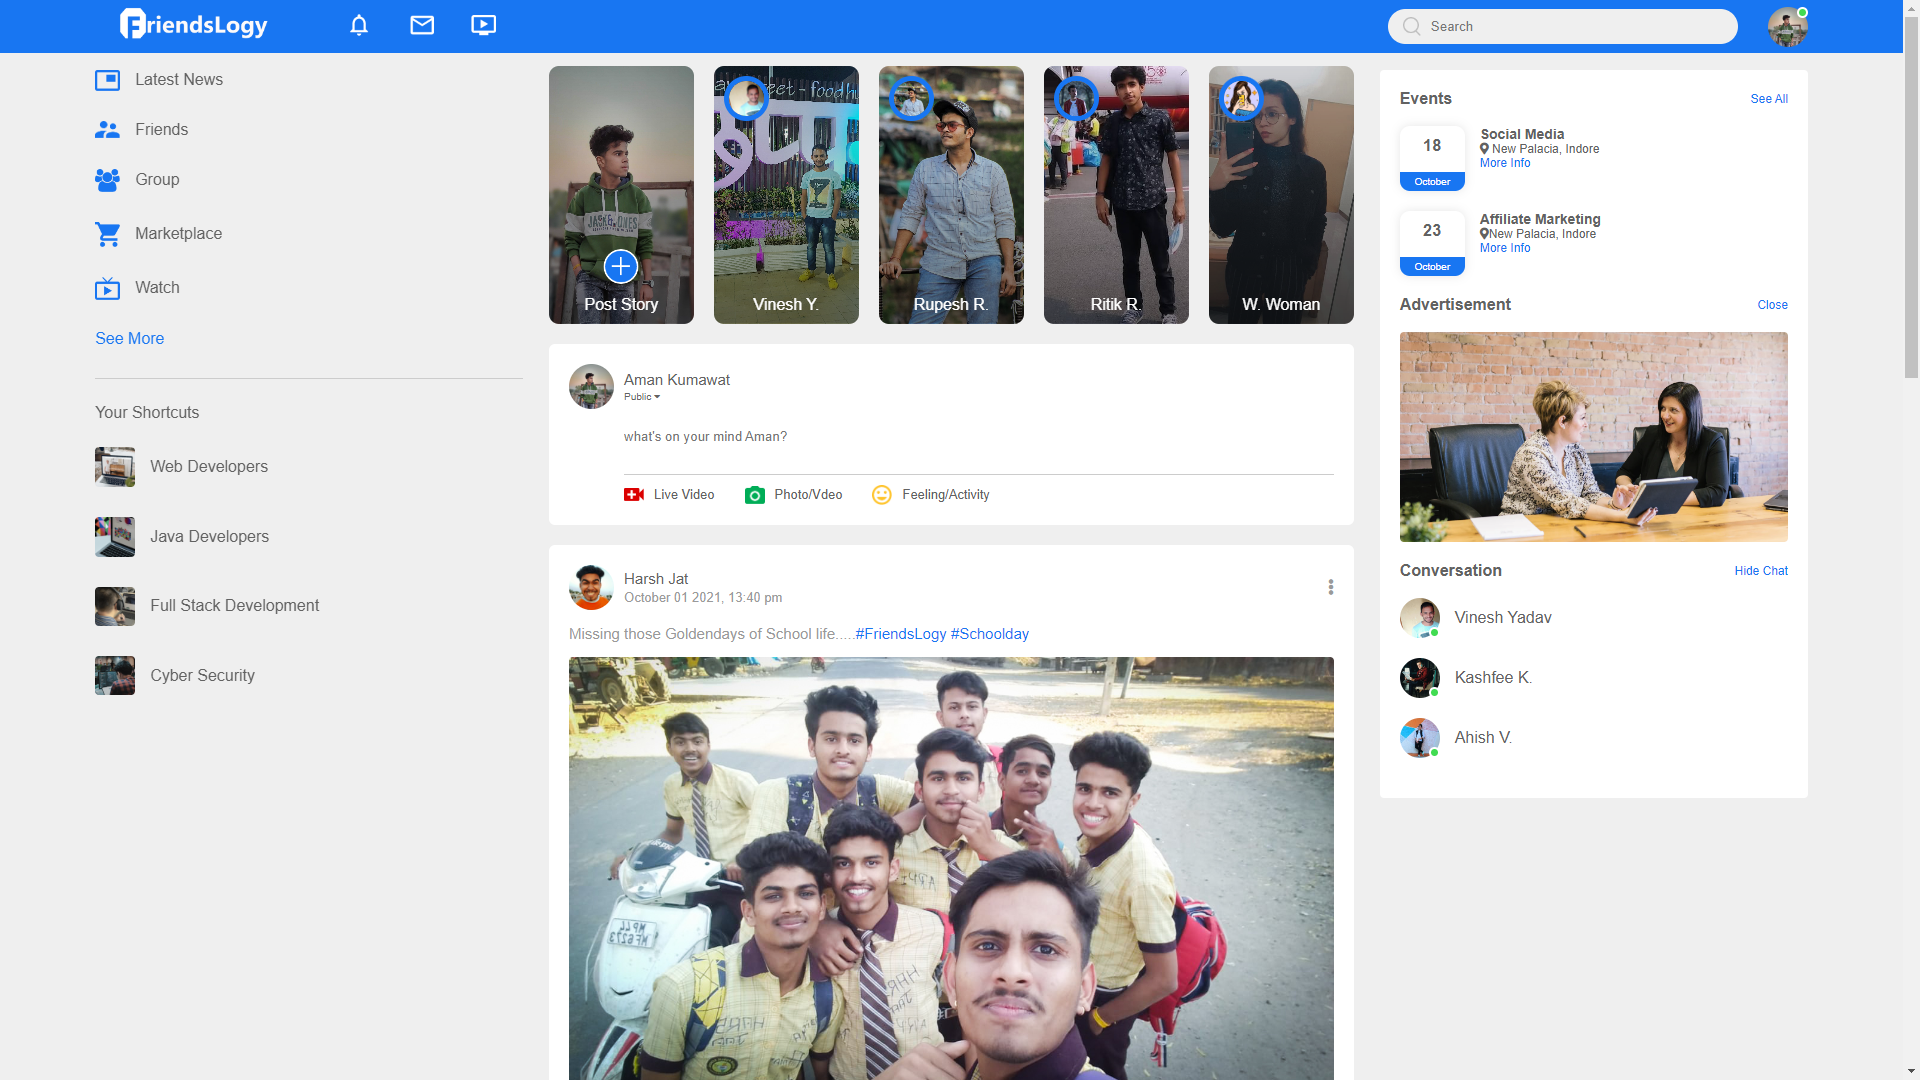 FriendsLogy
Search
Latest News
Friends
Group
Marketplace
Watch
See More
Your Shortcuts
Web Developers
Java Developers
Full Stack Development
Cyber Security
Post Story
Vinesh Y.
Rupesh R.
Ritik R.
W. Woman
JACK & JONES
Aman Kumawat
Public
what's on your mind Aman?
Live Video
Photo/Vdeo
Feeling/Activity
Harsh Jat
October 01 2021, 13:40 pm
Missing those Goldendays of School life.....#FriendsLogy #Schoolday
Events
See All
18
October
Social Media
New Palacia, Indore
More Info
23
October
Affiliate Marketing
New Palacia, Indore
More Info
Advertisement
Close
Conversation
Hide Chat
Vinesh Yadav
Kashfee K.
Ahish V.